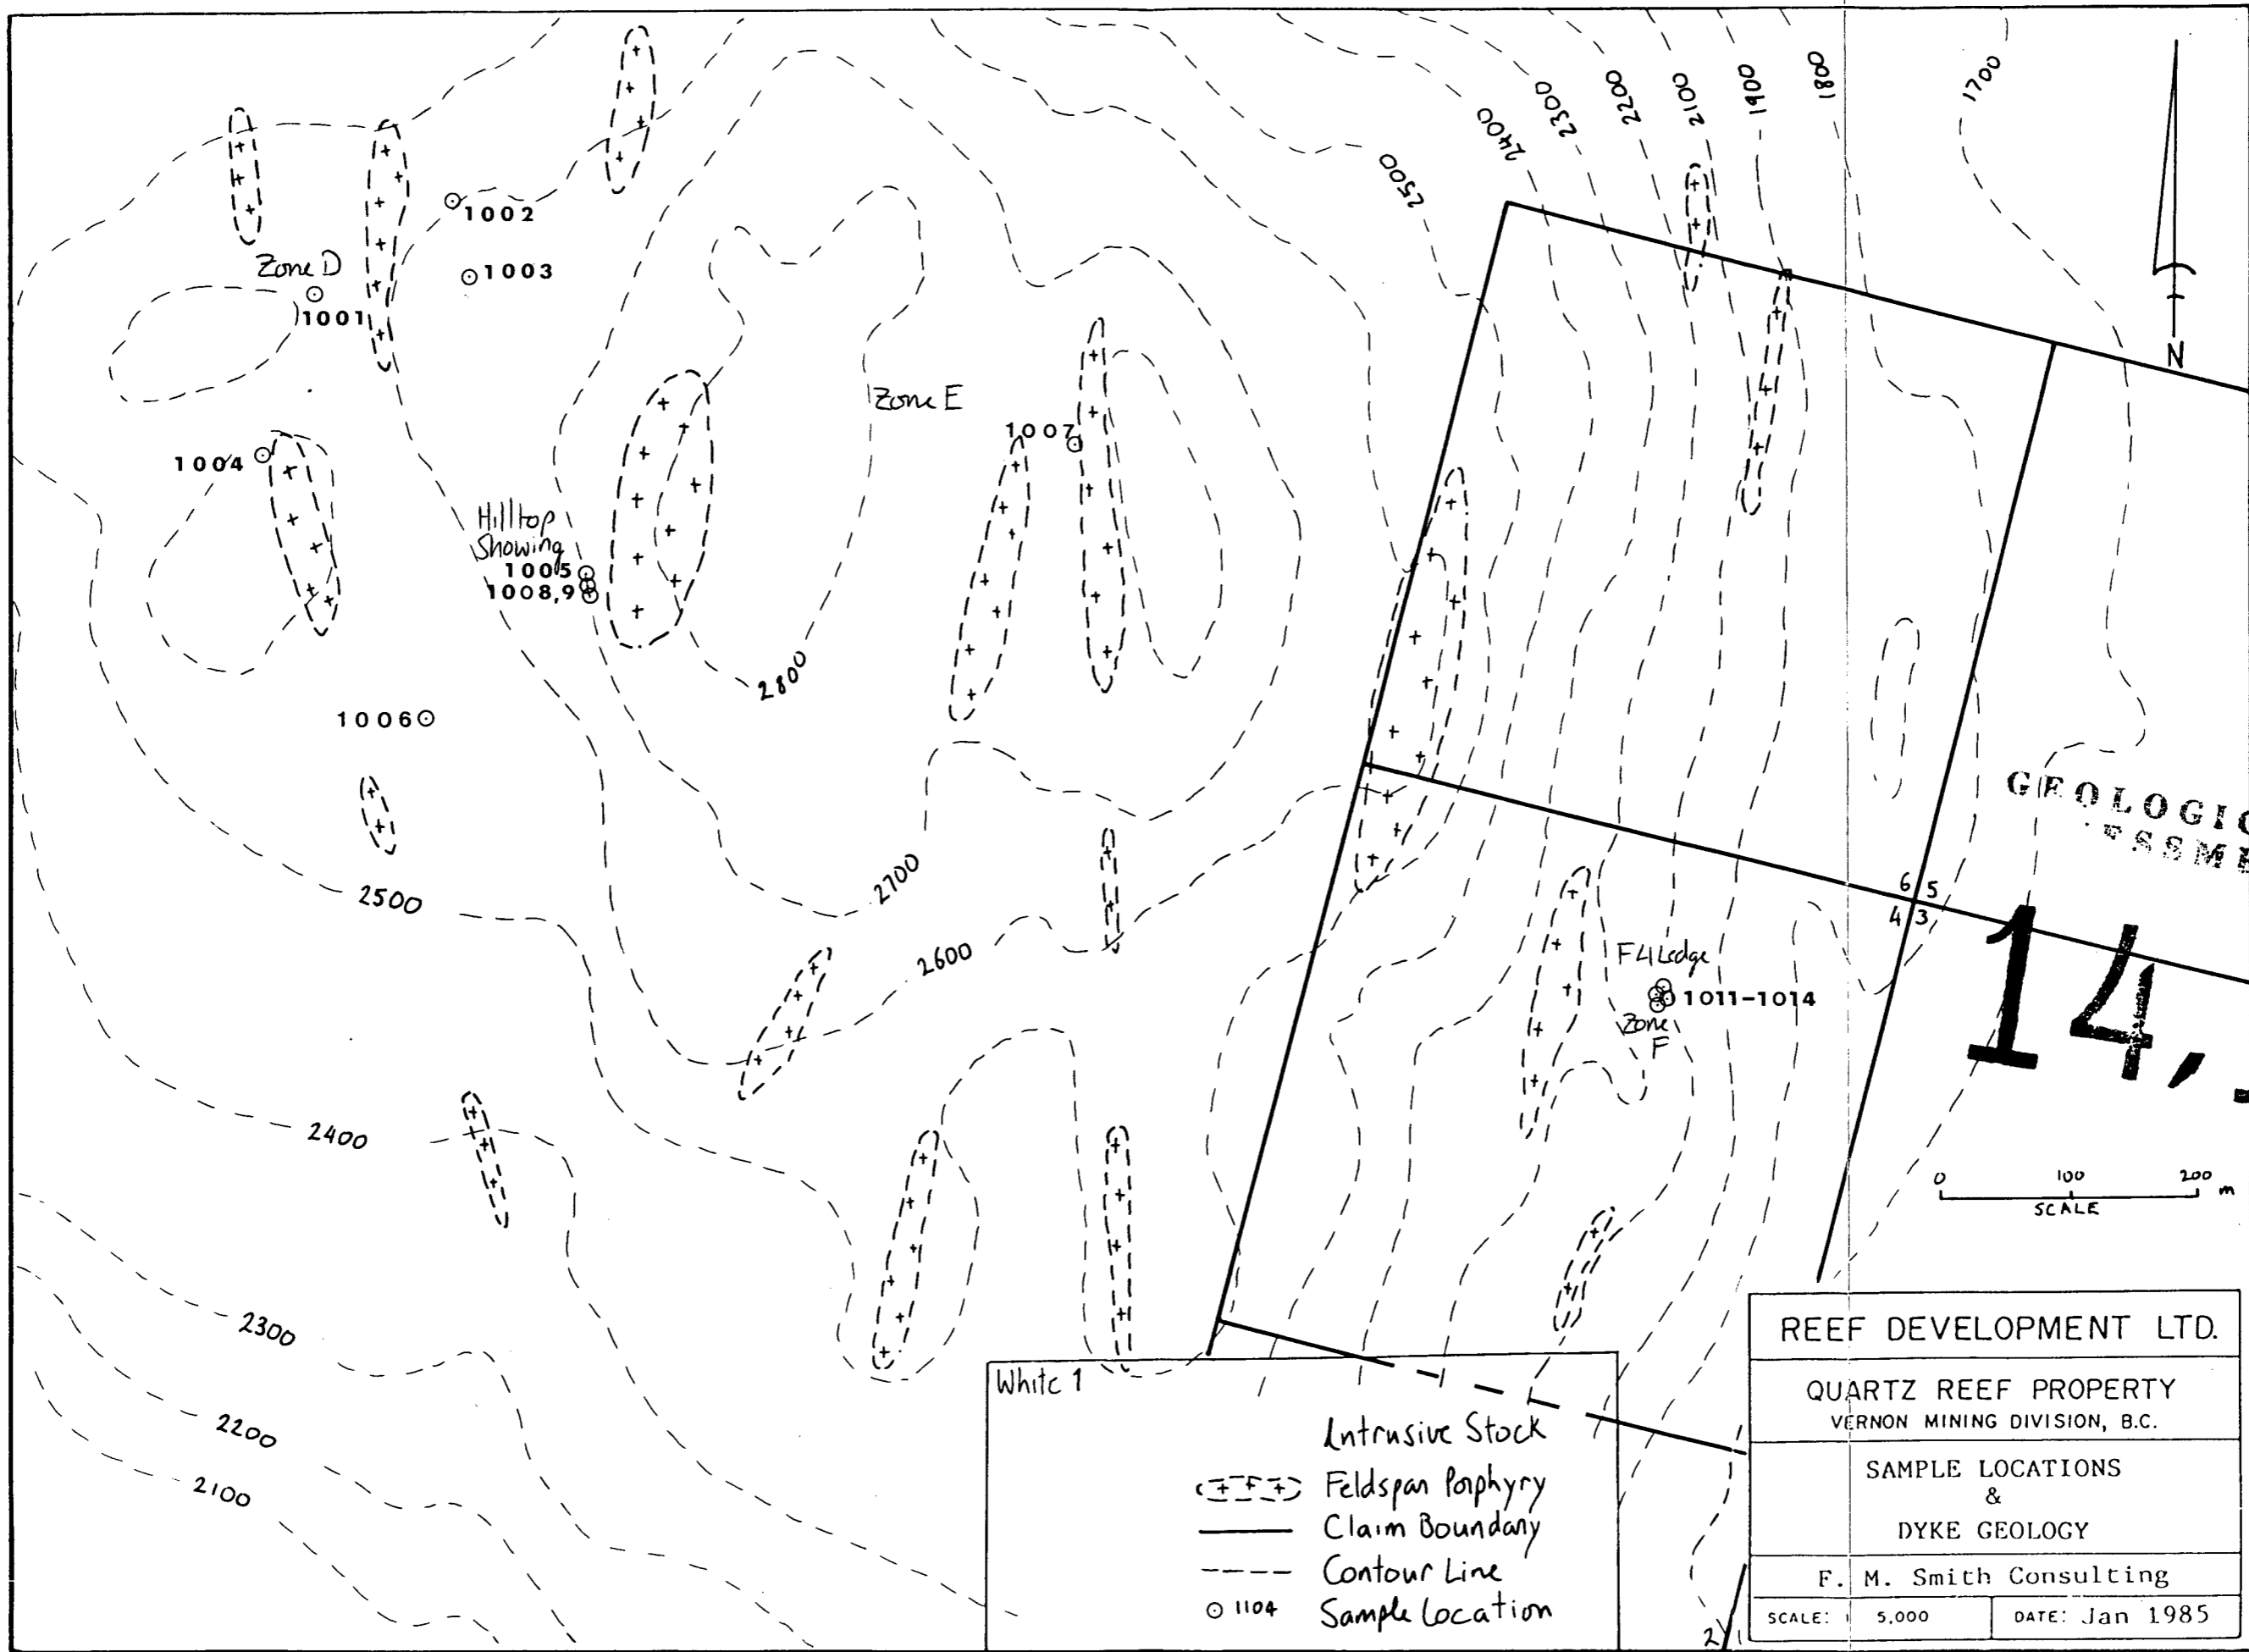 1800
1700
1900
2100
2200
2300
2400
2500
1002
Zone D
1003
1001
N
Zone E
1007
1004
Hilltop
Showing
1005
1008,9
2800
1006
GEOLOGIC
2700
2500
6 5
4 3
2600
F4 Ledge
1011-1014
Zone
F
14,
2400
0 100 200 m
SCALE
2300
2200
2100
White 1
Intrusive Stock
Feldspar Porphyry
Claim Boundary
Contour Line
1104 Sample Location
REEF DEVELOPMENT LTD.
QUARTZ REEF PROPERTY
VERNON MINING DIVISION, B.C.
SAMPLE LOCATIONS
&
DYKE GEOLOGY
F. M. Smith Consulting
SCALE: 1 5,000
DATE: Jan 1985
2